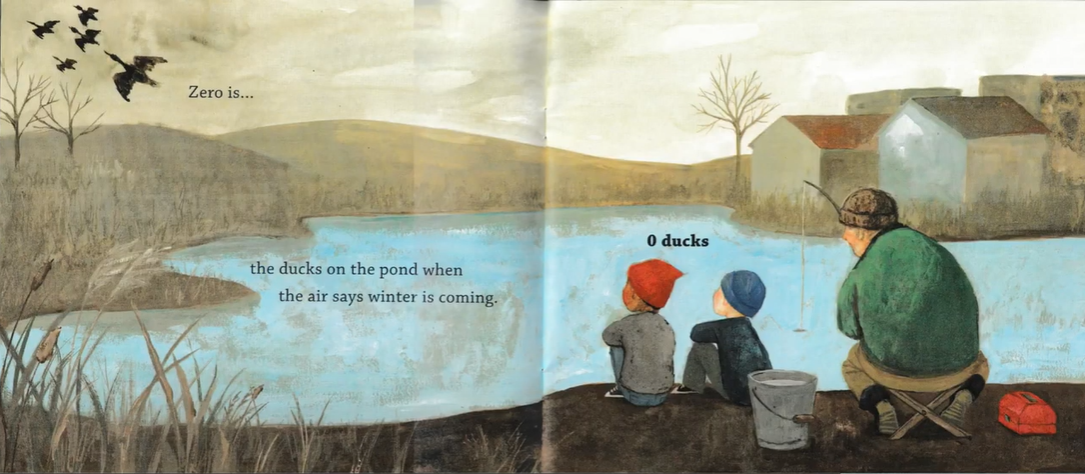 Zero is...
the ducks on the pond when
the air says winter is coming.
0 ducks